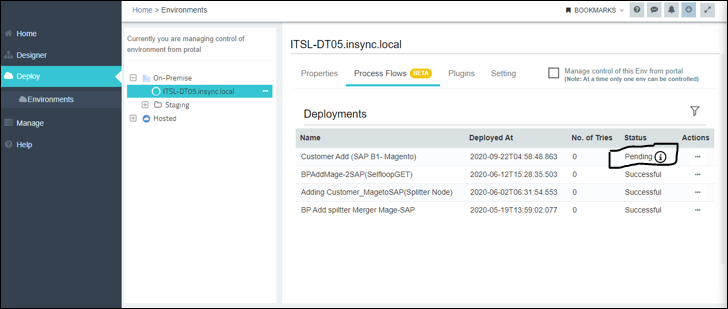 Home
Designer
Deploy
Environments
Manage
Help
Home > Environments
BOOKMARKS
Currently you are managing control of
environment from protal
On-Premise
ITSL-DT05.insync.local
Staging
Hosted
ITSL-DT05.insync.local
Properties Process Flows BETA Plugins Setting
Manage control of this Env from portal
(Note: At a time only one env can be controlled)
Deployments
Name Deployed At No. of Tries Status Actions
Customer Add (SAP B1- Magento) 2020-09-22T04:58:48.863 0 Pending
BPAddMage-2SAP(SelfloopGET) 2020-06-12T15:28:35.503 0 Successful
Adding Customer_MagetoSAP(Splitter Node) 2020-06-02T06:31:54.553 0 Successful
BP Add splitter Merger Mage-SAP 2020-05-19T13:59:02.077 0 Successful